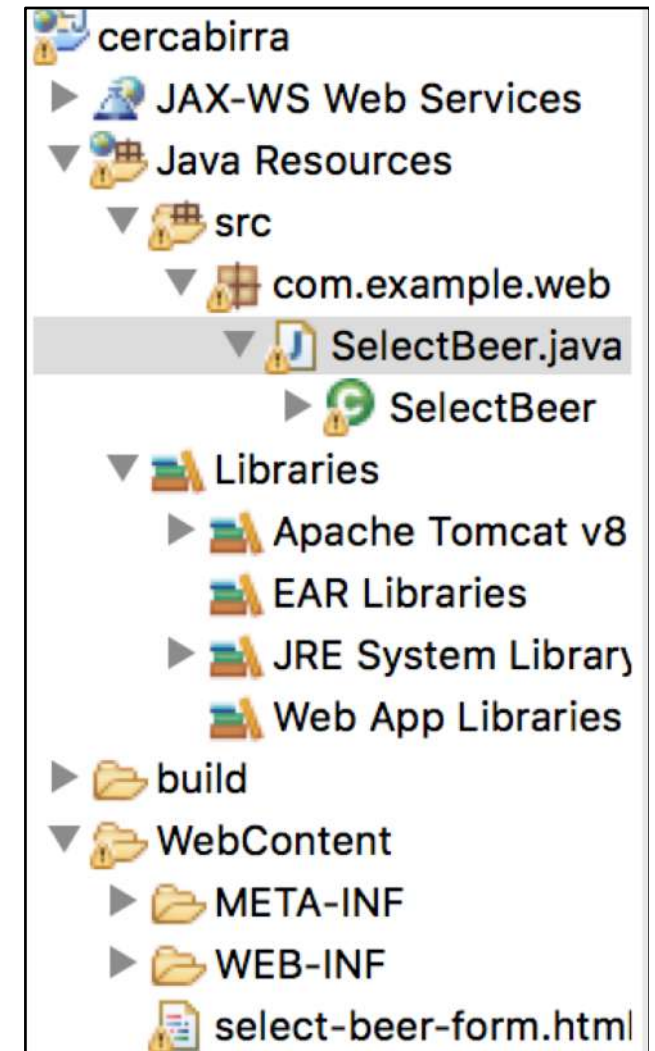 cercabirra
JAX-WS Web Services
Java Resources
src
com.example.web
SelectBeer.java
SelectBeer
Libraries
Apache Tomcat v8
EAR Libraries
JRE System Library
Web App Libraries
build
WebContent
META-INF
WEB-INF
select-beer-form.html